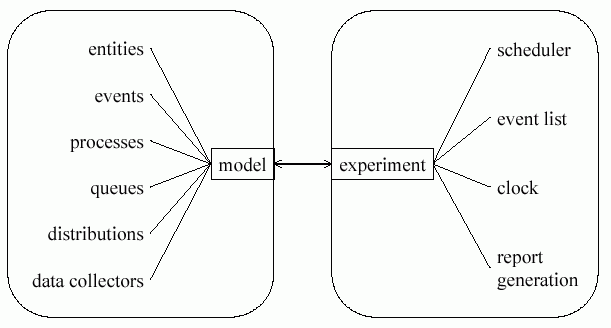 entities
events
processes
queues
distributions
data collectors
model
experiment
scheduler
event list
clock
report
generation